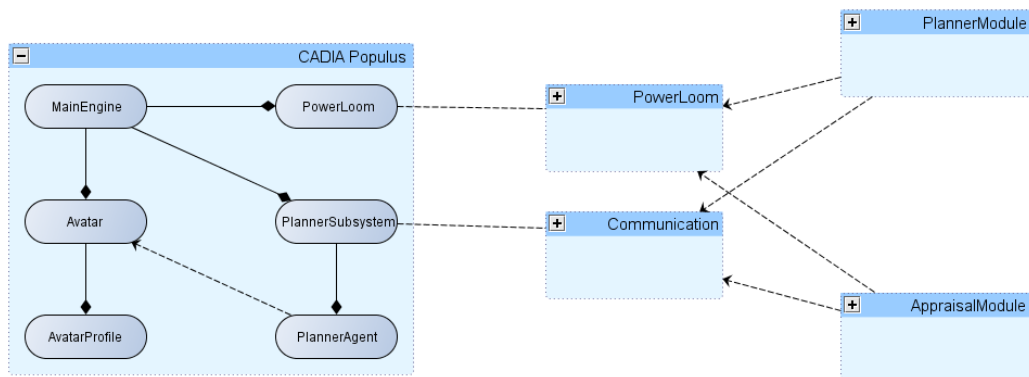 CADIA Populus
MainEngine
PowerLoom
Avatar
PlannerSubsystem
AvatarProfile
PlannerAgent
PowerLoom
Communication
PlannerModule
AppraisalModule